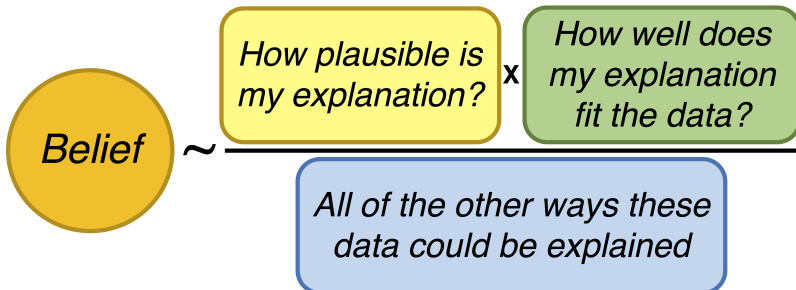 How plausible is
my explanation?
x
How well does
my explanation
fit the data?
Belief
~
All of the other ways these
data could be explained